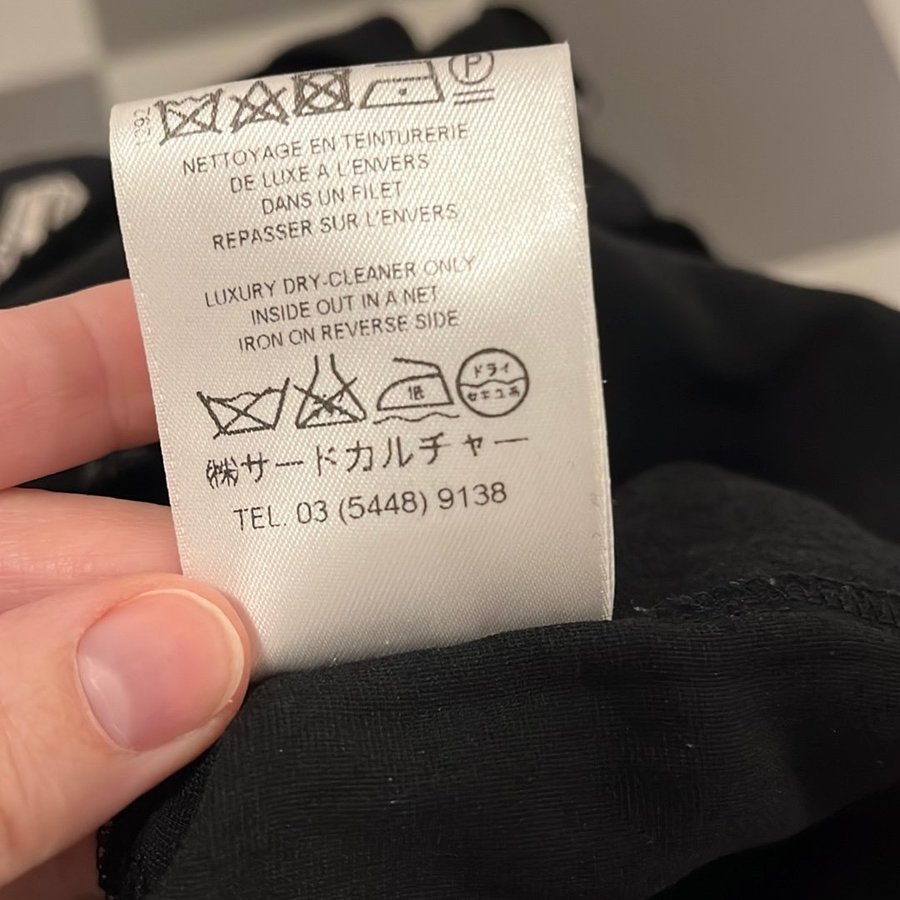 P
NETTOYAGE EN TEINTURERIE
DE LUXE A L'ENVERS
DANS UN FILET
REPASSER SUR L'ENVERS
LUXURY DRY-CLEANER ONLY
INSIDE OUT IN A NET
IRON ON REVERSE SIDE
低
ドライ
セキユ系
㈱サードカルチャー
TEL. 03 (5448) 9138